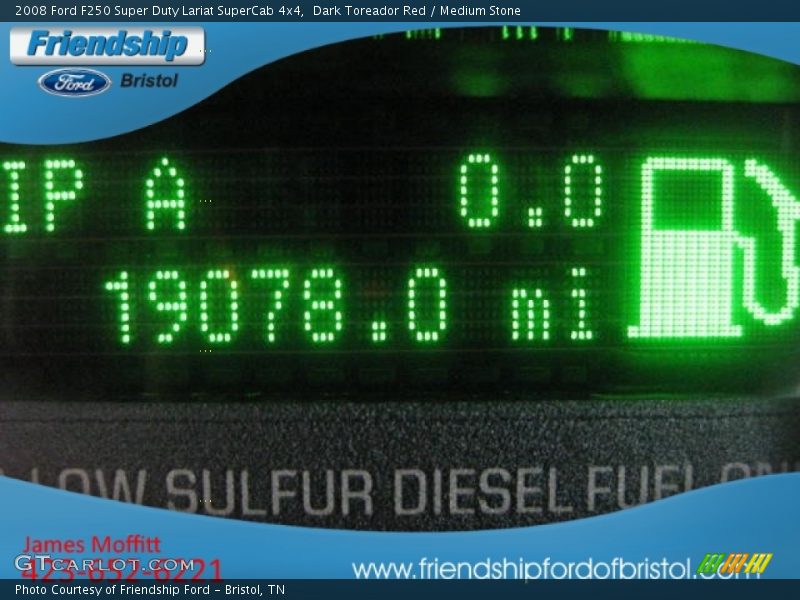 2008 Ford F250 Super Duty Lariat SuperCab 4x4,  Dark Toreador Red / Medium Stone
Friendship
Ford Bristol
IP A 0.0
19078.0 mi
LOW SULFUR DIESEL FUEL ON
James Moffitt
423-652-6221
GTcarlot.com
www.friendshipfordofbristol.com
Photo Courtesy of Friendship Ford - Bristol, TN